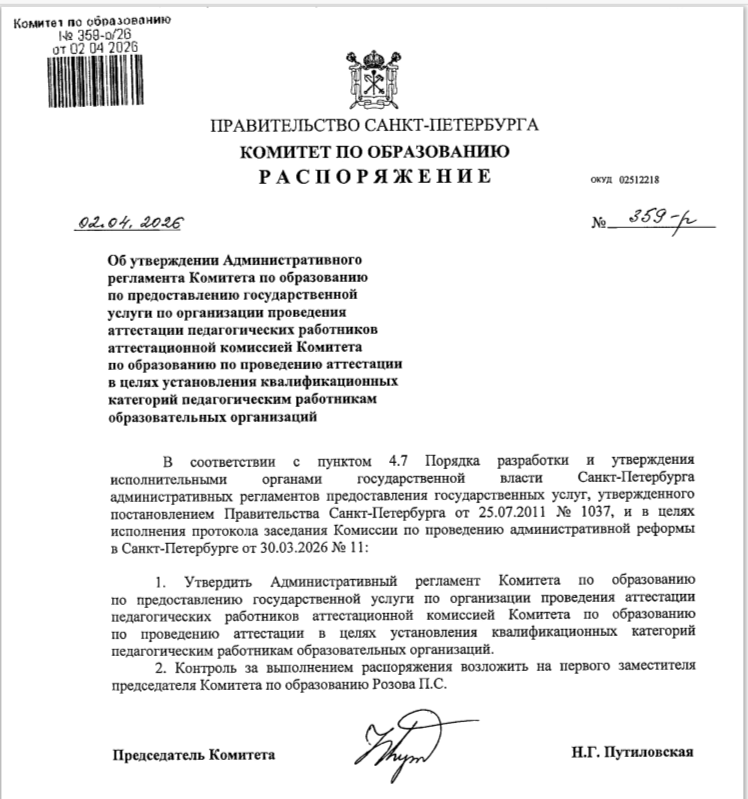 Комитет по образованию
№ 359-р/26
от 02 04 2026
ПРАВИТЕЛЬСТВО САНКТ-ПЕТЕРБУРГА
КОМИТЕТ ПО ОБРАЗОВАНИЮ
РАСПОРЯЖЕНИЕ
ОКУД 02512218
02.04.2026
№ 359-р
Об утверждении Административного
регламента Комитета по образованию
по предоставлению государственной
услуги по организации проведения
аттестации педагогических работников
аттестационной комиссией Комитета
по образованию по проведению аттестации
в целях установления квалификационных
категорий педагогическим работникам
образовательных организаций
В соответствии с пунктом 4.7 Порядка разработки и утверждения
исполнительными органами государственной власти Санкт-Петербурга
административных регламентов предоставления государственных услуг, утвержденного
постановлением Правительства Санкт-Петербурга от 25.07.2011 № 1037, и в целях
исполнения протокола заседания Комиссии по проведению административной реформы
в Санкт-Петербурге от 30.03.2026 № 11:
1. Утвердить Административный регламент Комитета по образованию
по предоставлению государственной услуги по организации проведения аттестации
педагогических работников аттестационной комиссией Комитета по образованию
по проведению аттестации в целях установления квалификационных категорий
педагогическим работникам образовательных организаций.
2. Контроль за выполнением распоряжения возложить на первого заместителя
председателя Комитета по образованию Розова П.С.
Председатель Комитета
Н.Г. Путиловская